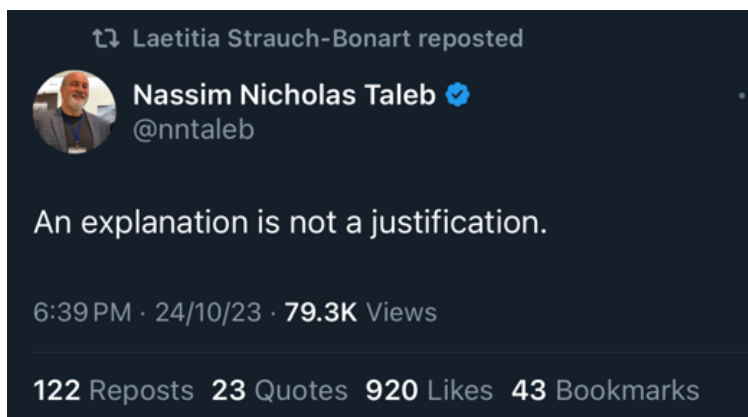 Laetitia Strauch-Bonart reposted
Nassim Nicholas Taleb
@nntaleb
An explanation is not a justification.
6:39 PM · 24/10/23 · 79.3K Views
122 Reposts 23 Quotes 920 Likes 43 Bookmarks